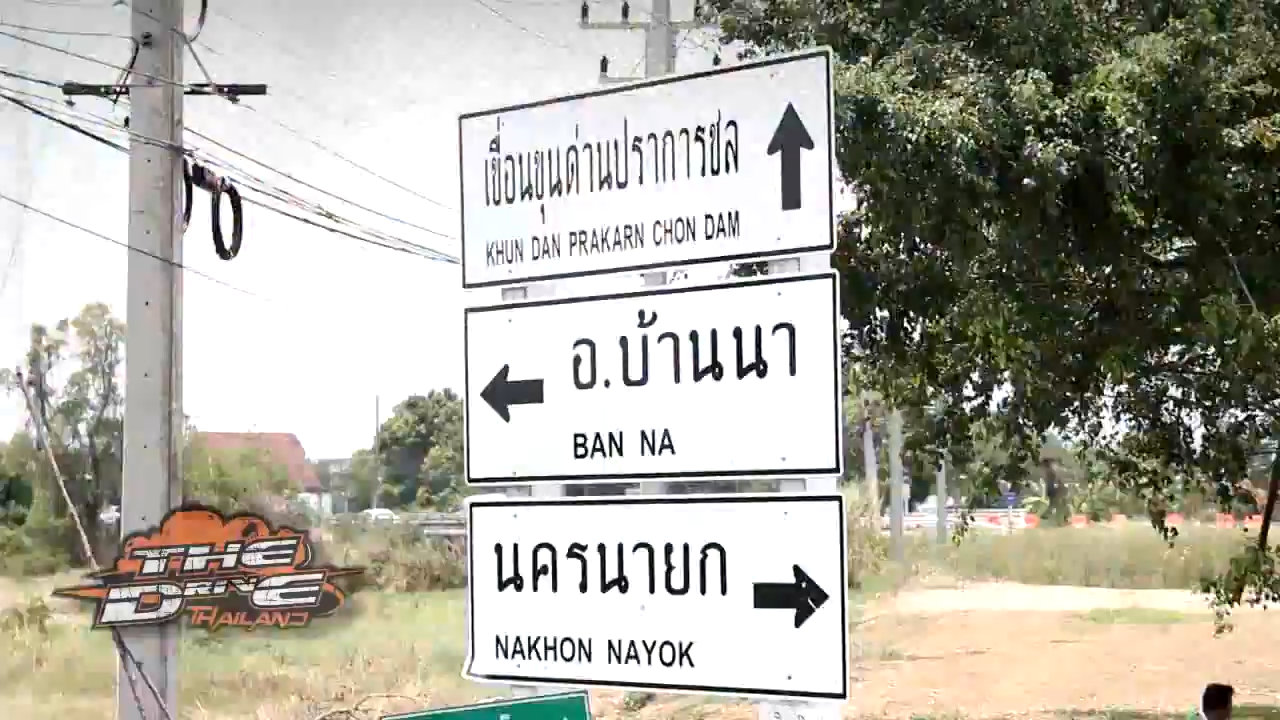 เขื่อนขุนด่านปราการชล
KHUN DAN PRAKARN CHON DAM
อ.บ้านนา
BAN NA
นครนายก
NAKHON NAYOK
THE
DRIVE
THAILAND